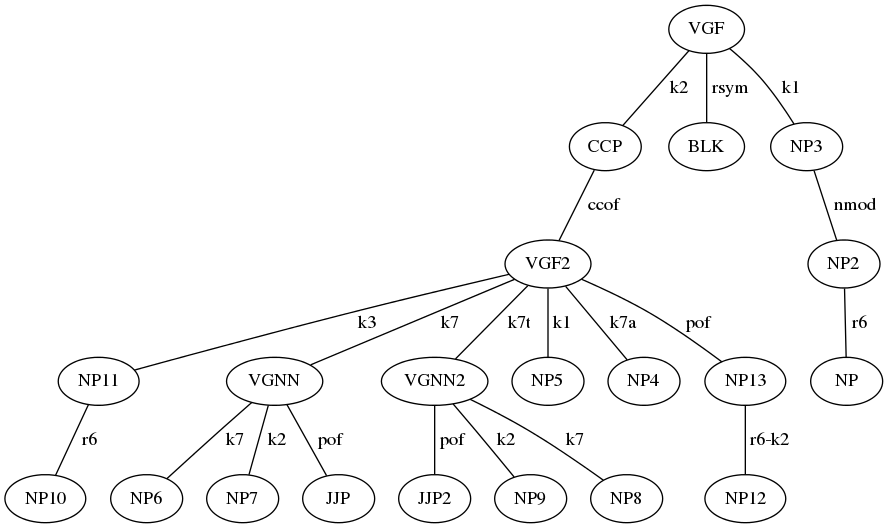 VGF
k2 rsym k1
CCP BLK NP3
ccof nmod
VGF2 NP2
k3 k7 k7t k1 k7a pof r6
NP11 VGNN VGNN2 NP5 NP4 NP13 NP
r6 k7 k2 pof pof k2 k7 r6-k2
NP10 NP6 NP7 JJP JJP2 NP9 NP8 NP12